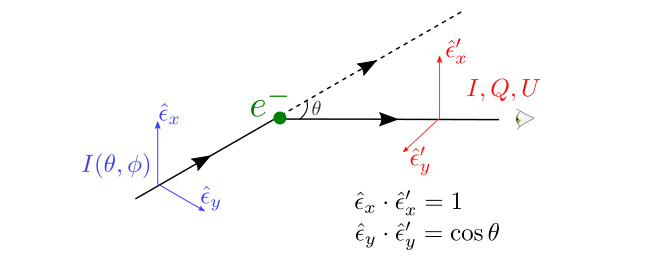 ε̂′ₓ
I, Q, U
e⁻
θ
ε̂ₓ
I(θ, ϕ)
ε̂ᵧ
ε̂′ᵧ
ε̂ₓ · ε̂′ₓ = 1
ε̂ᵧ · ε̂′ᵧ = cos θ